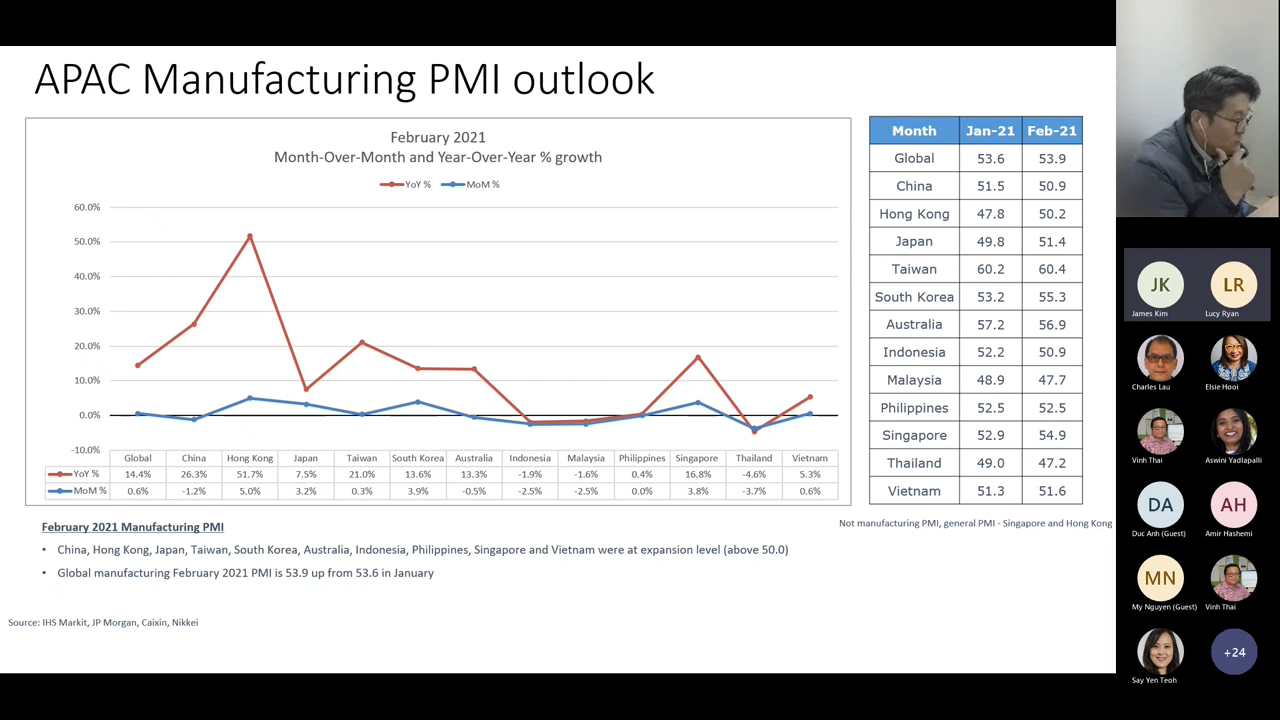 APAC Manufacturing PMI outlook
February 2021
Month-Over-Month and Year-Over-Year % growth
YoY % MoM %
60.0%
50.0%
40.0%
30.0%
20.0%
10.0%
0.0%
-10.0%
Global China Hong Kong Japan Taiwan South Korea Australia Indonesia Malaysia Philippines Singapore Thailand Vietnam
YoY % 14.4% 26.3% 51.7% 7.5% 21.0% 13.6% 13.3% -1.9% -1.6% 0.4% 16.8% -4.6% 5.3%
MoM % 0.6% -1.2% 5.0% 3.2% 0.3% 3.9% -0.5% -2.5% -2.5% 0.0% 3.8% -3.7% 0.6%
Month Jan-21 Feb-21
Global 53.6 53.9
China 51.5 50.9
Hong Kong 47.8 50.2
Japan 49.8 51.4
Taiwan 60.2 60.4
South Korea 53.2 55.3
Australia 57.2 56.9
Indonesia 52.2 50.9
Malaysia 48.9 47.7
Philippines 52.5 52.5
Singapore 52.9 54.9
Thailand 49.0 47.2
Vietnam 51.3 51.6
Not manufacturing PMI, general PMI - Singapore and Hong Kong
February 2021 Manufacturing PMI
• China, Hong Kong, Japan, Taiwan, South Korea, Australia, Indonesia, Philippines, Singapore and Vietnam were at expansion level (above 50.0)
• Global manufacturing February 2021 PMI is 53.9 up from 53.6 in January
Source: IHS Markit, JP Morgan, Caixin, Nikkei
JK LR
James Kim Lucy Ryan
Charles Lau Elsie Hooi
Vinh Thai Aswini Yadlapalli
DA AH
Duc Anh (Guest) Amir Hashemi
MN
My Nguyen (Guest) Vinh Thai
+24
Say Yen Teoh